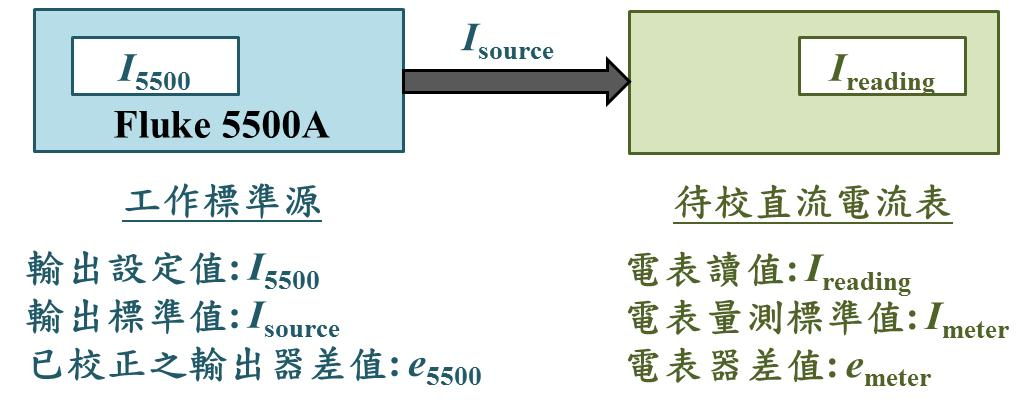 I5500
Fluke 5500A
Isource
Ireading
工作標準源
輸出設定值:I5500
輸出標準值:Isource
已校正之輸出器差值:e5500
待校直流電流表
電表讀值:Ireading
電表量測標準值:Imeter
電表器差值:emeter